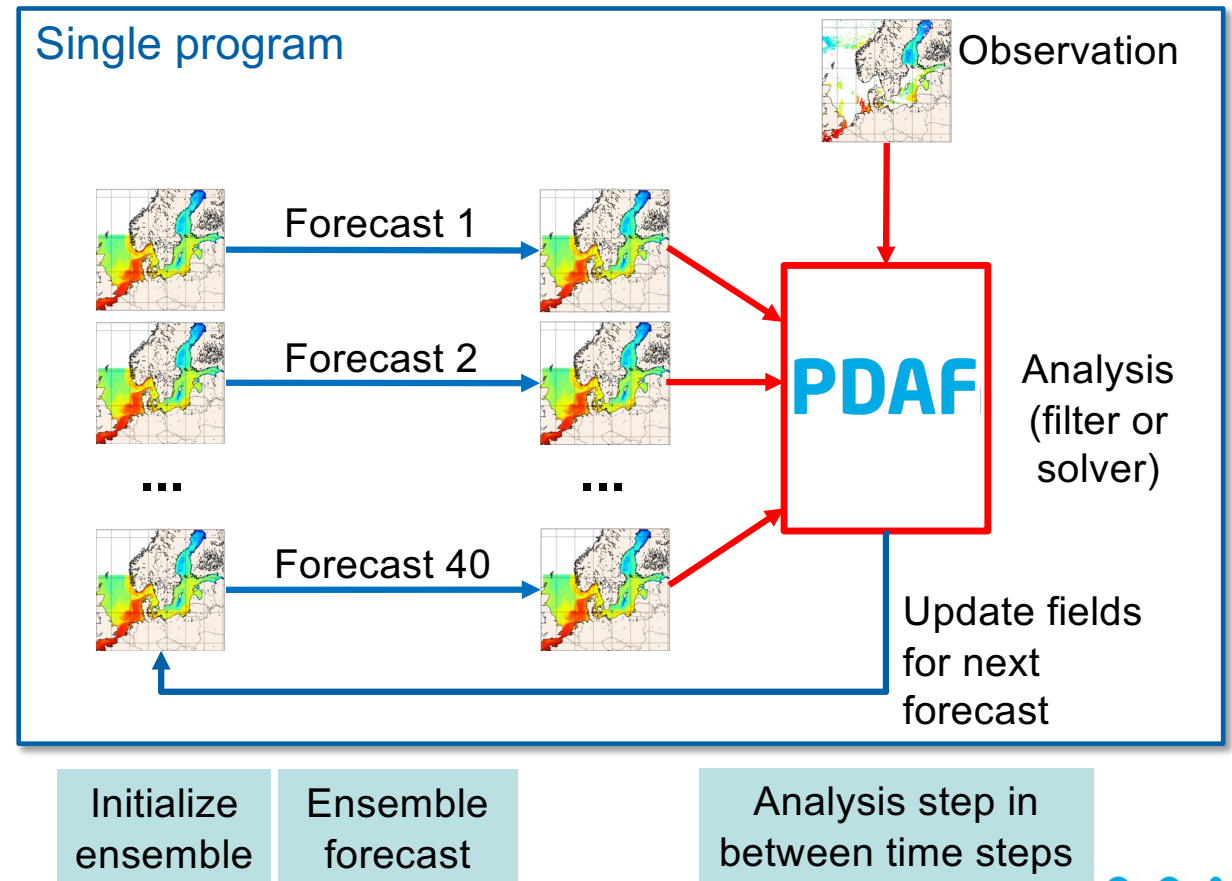 Single program
Observation
Forecast 1
Forecast 2
...
...
Forecast 40
PDAF
Analysis
(filter or
solver)
Update fields
for next
forecast
Initialize
ensemble
Ensemble
forecast
Analysis step in
between time steps